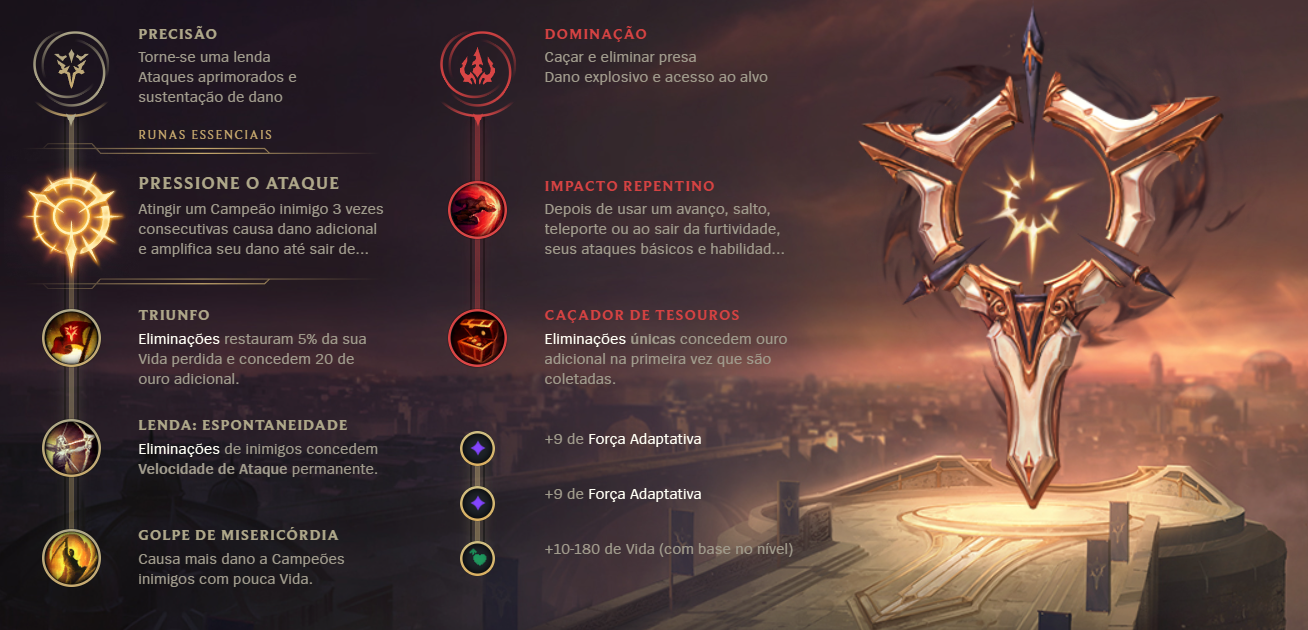 PRECISÃO
Torne-se uma lenda
Ataques aprimorados e
sustentação de dano
RUNAS ESSENCIAIS
PRESSIONE O ATAQUE
Atingir um Campeão inimigo 3 vezes
consecutivas causa dano adicional
e amplifica seu dano até sair de...
TRIUNFO
Eliminações restauram 5% da sua
Vida perdida e concedem 20 de
ouro adicional.
LENDA: ESPONTANEIDADE
Eliminações de inimigos concedem
Velocidade de Ataque permanente.
GOLPE DE MISERICÓRDIA
Causa mais dano a Campeões
inimigos com pouca Vida.
DOMINAÇÃO
Caçar e eliminar presa
Dano explosivo e acesso ao alvo
IMPACTO REPENTINO
Depois de usar um avanço, salto,
teleporte ou ao sair da furtividade,
seus ataques básicos e habilidad...
CAÇADOR DE TESOUROS
Eliminações únicas concedem ouro
adicional na primeira vez que são
coletadas.
+9 de Força Adaptativa
+9 de Força Adaptativa
+10-180 de Vida (com base no nível)